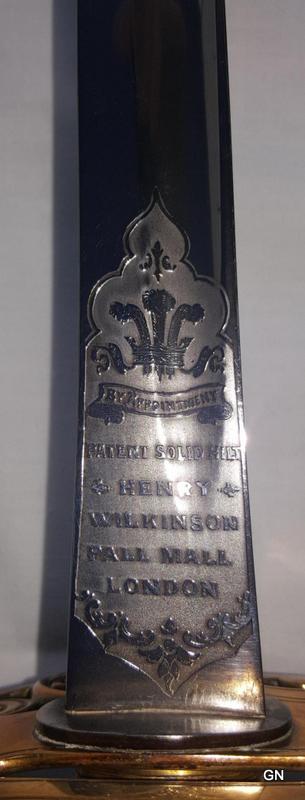 BY APPOINTMENT
PATENT SOLID HILT
HENRY
WILKINSON
PALL MALL
LONDON
GN